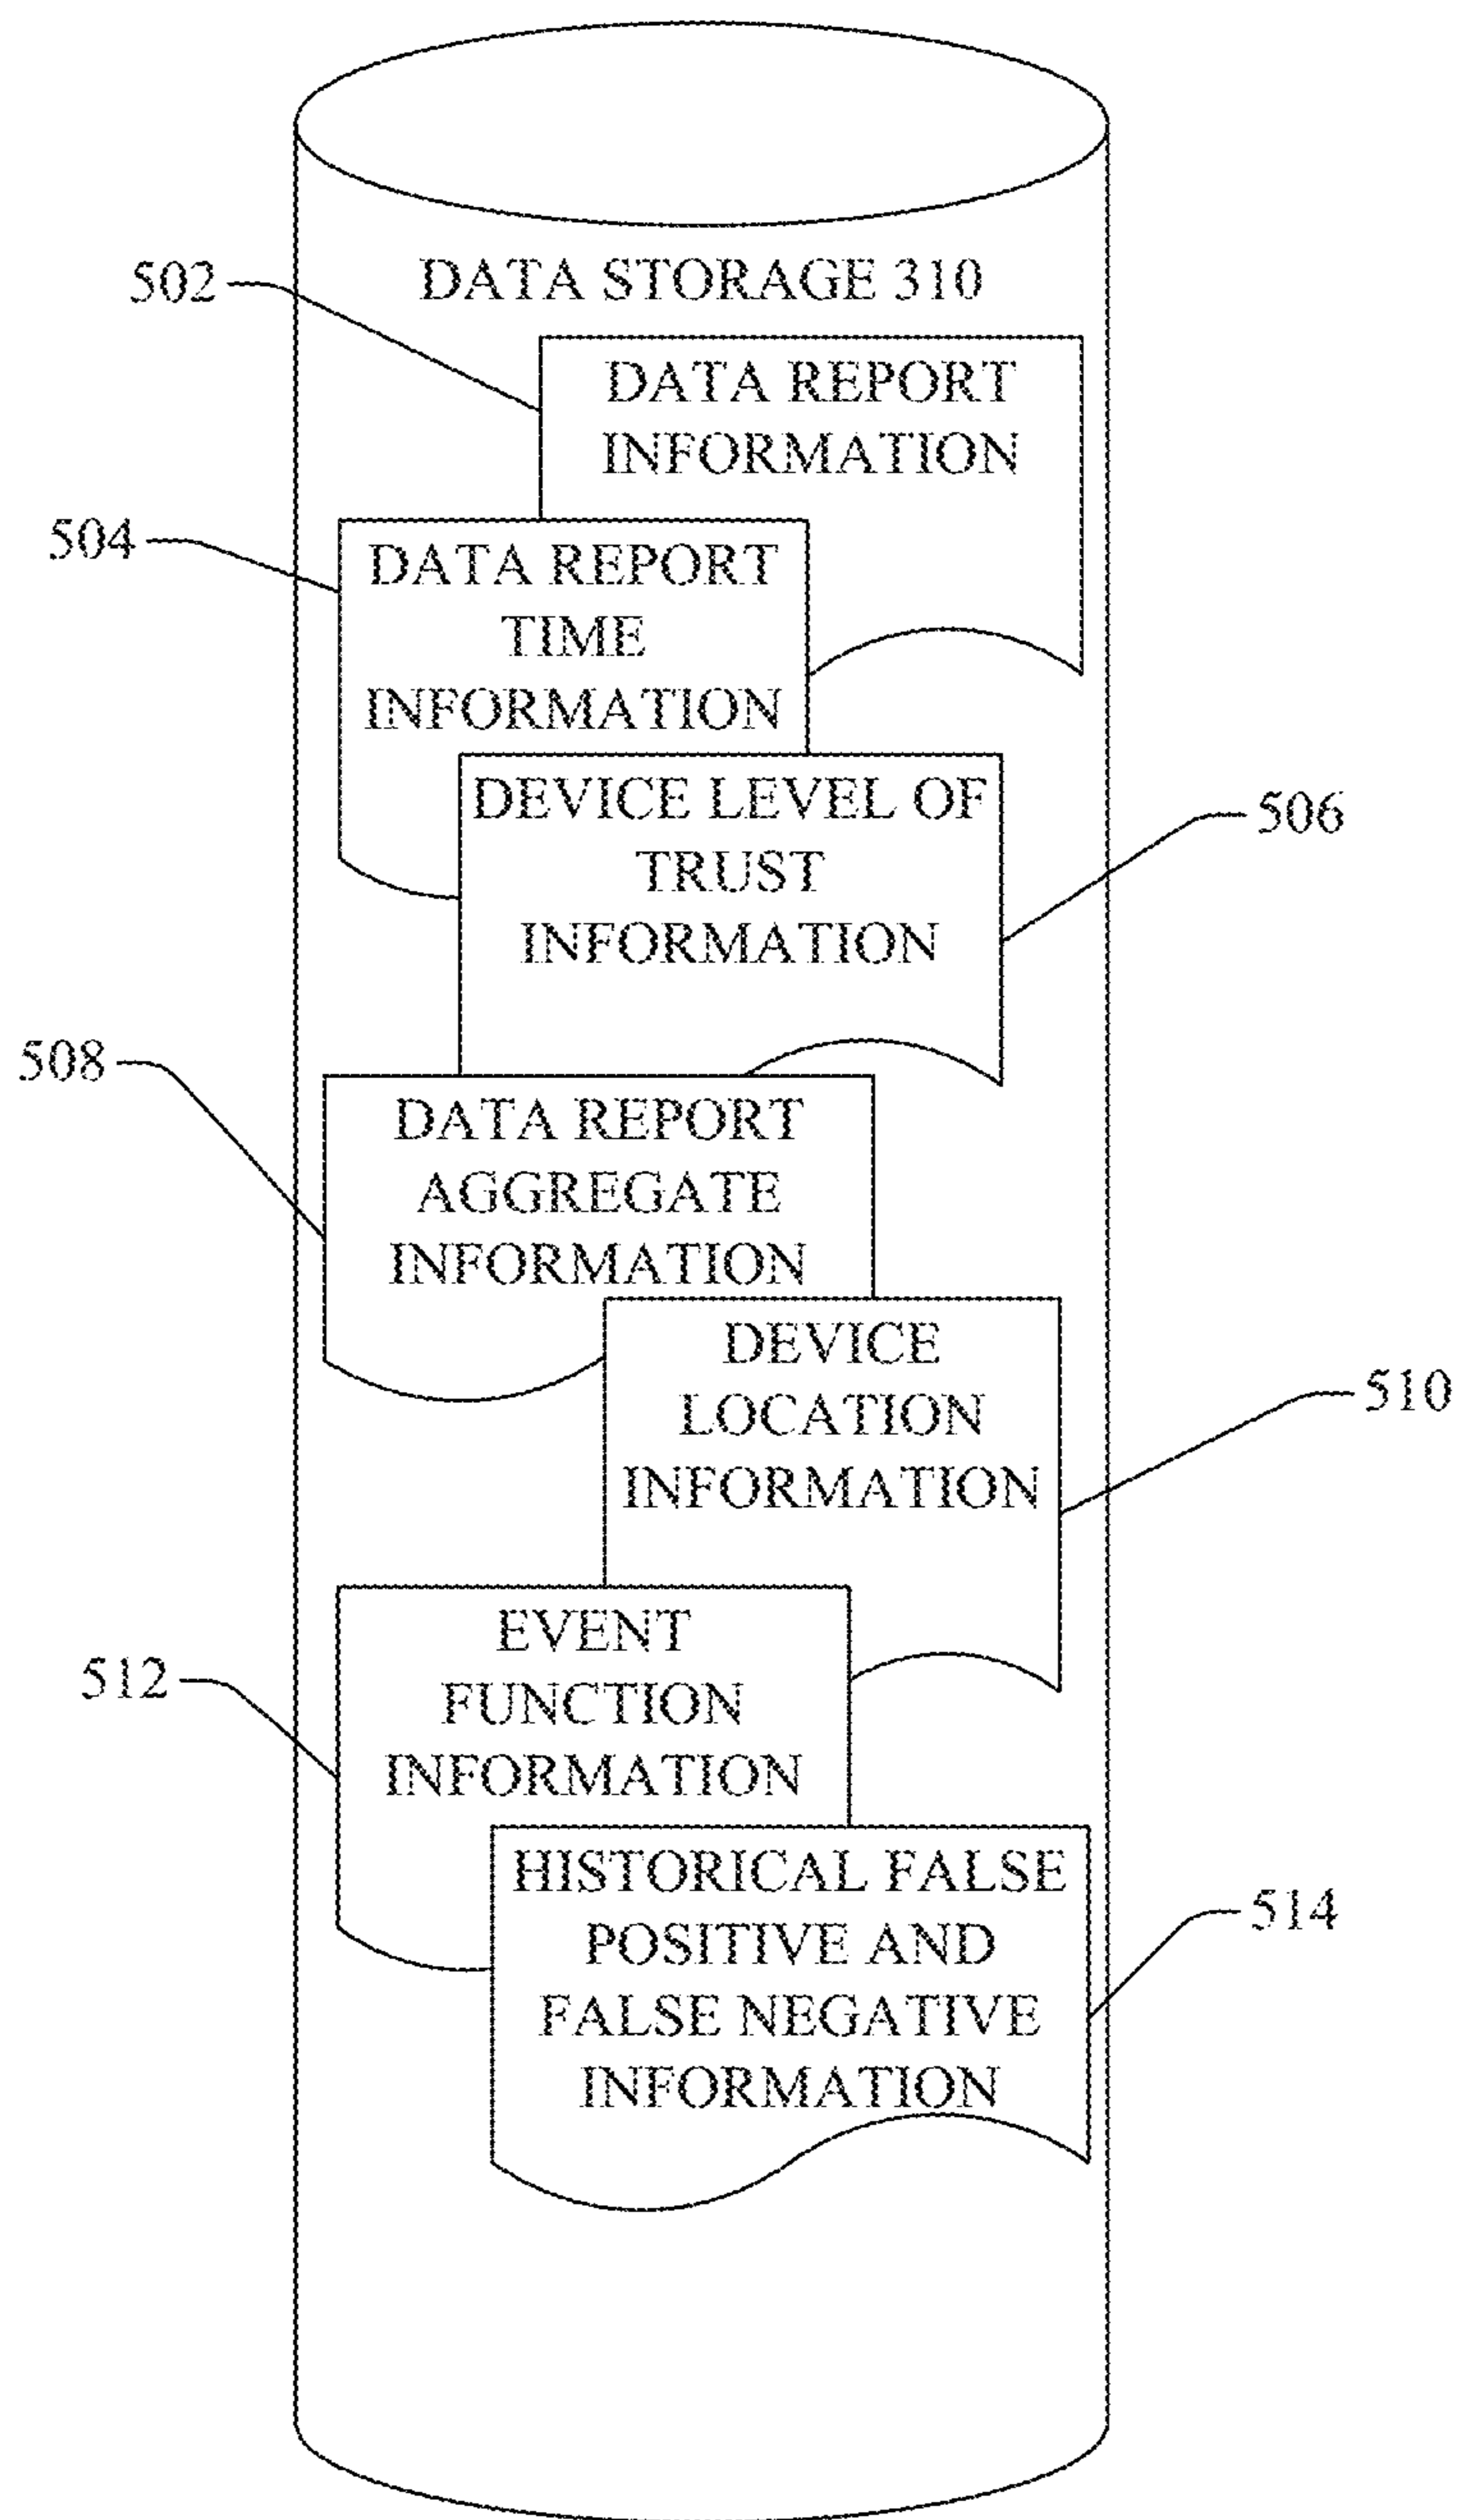 DATA STORAGE 310
502
DATA REPORT
INFORMATION
504
DATA REPORT
TIME
INFORMATION
DEVICE LEVEL OF
TRUST
INFORMATION
506
508
DATA REPORT
AGGREGATE
INFORMATION
DEVICE
LOCATION
INFORMATION
510
512
EVENT
FUNCTION
INFORMATION
HISTORICAL FALSE
POSITIVE AND
FALSE NEGATIVE
INFORMATION
514